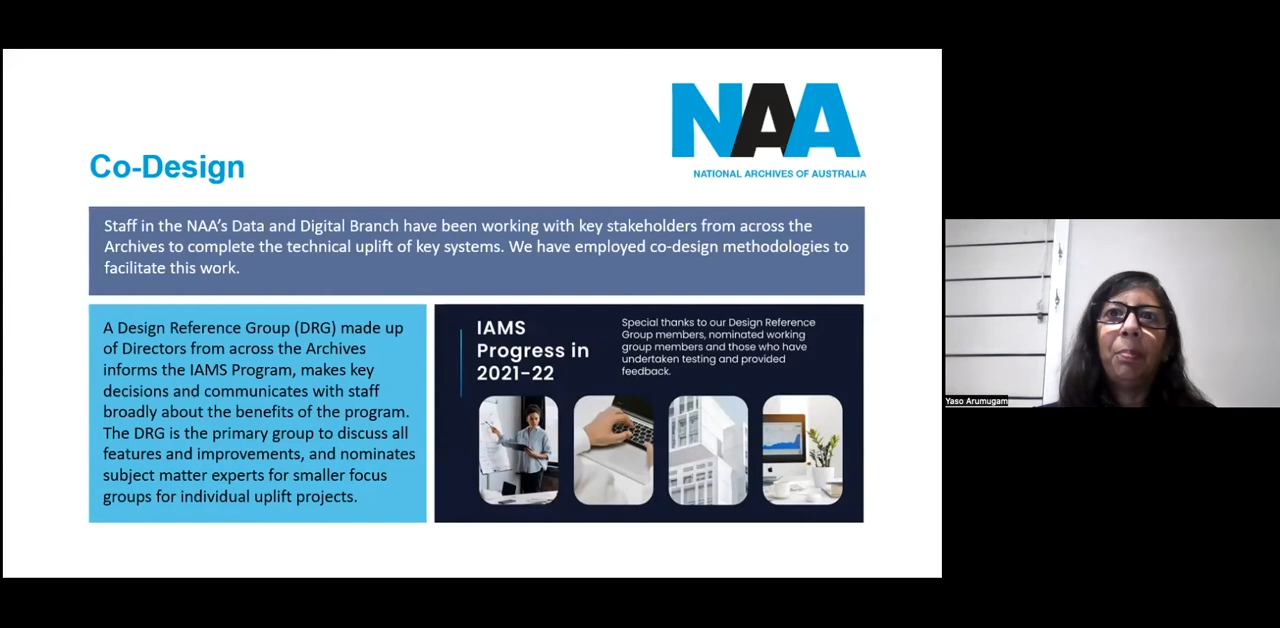 NAA
NATIONAL ARCHIVES OF AUSTRALIA
Co-Design
Staff in the NAA's Data and Digital Branch have been working with key stakeholders from across the
Archives to complete the technical uplift of key systems. We have employed co-design methodologies to
facilitate this work.
A Design Reference Group (DRG) made up
of Directors from across the Archives
informs the IAMS Program, makes key
decisions and communicates with staff
broadly about the benefits of the program.
The DRG is the primary group to discuss all
features and improvements, and nominates
subject matter experts for smaller focus
groups for individual uplift projects.
IAMS
Progress in
2021-22
Special thanks to our Design Reference
Group members, nominated working
group members and those who have
undertaken testing and provided
feedback.
Yaso Arumugam